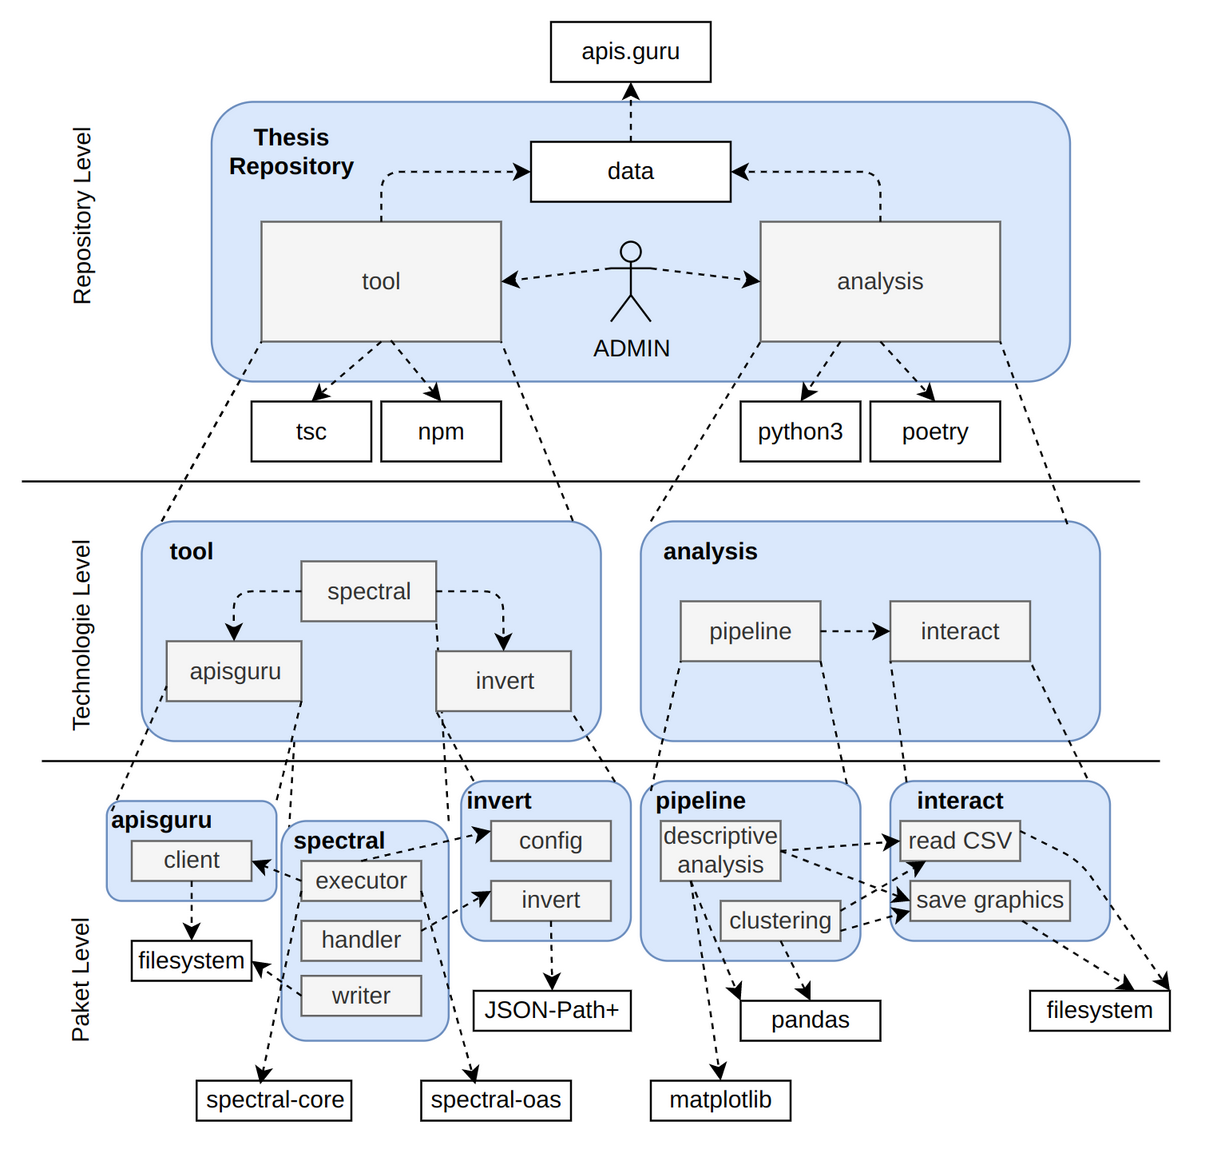 apis.guru
Repository Level
Thesis
Repository
data
tool
analysis
ADMIN
tsc
npm
python3
poetry
Technologie Level
tool
spectral
apisguru
invert
analysis
pipeline
interact
Paket Level
apisguru
client
filesystem
spectral
executor
handler
writer
invert
config
invert
JSON-Path+
spectral-core
spectral-oas
pipeline
descriptive
analysis
clustering
pandas
matplotlib
interact
read CSV
save graphics
filesystem